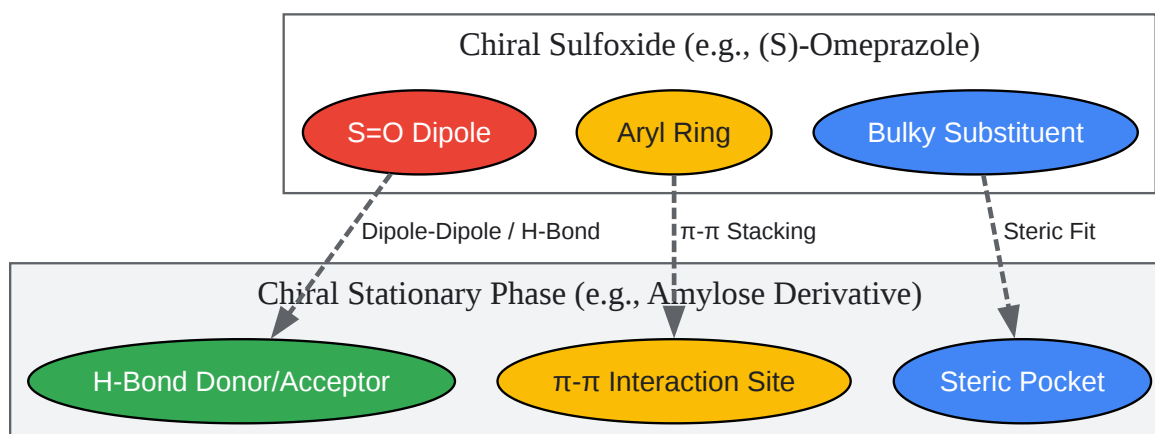 Chiral Sulfoxide (e.g., (S)-Omeprazole)
S=O Dipole
Aryl Ring
Bulky Substituent
Dipole-Dipole / H-Bond
π-π Stacking
Steric Fit
Chiral Stationary Phase (e.g., Amylose Derivative)
H-Bond Donor/Acceptor
π-π Interaction Site
Steric Pocket